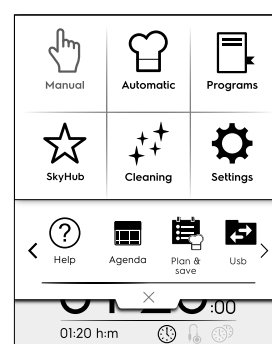 Manual Automatic Programs
SkyHub Cleaning Settings
Help Agenda Plan & save Usb
:00
01:20 h:m